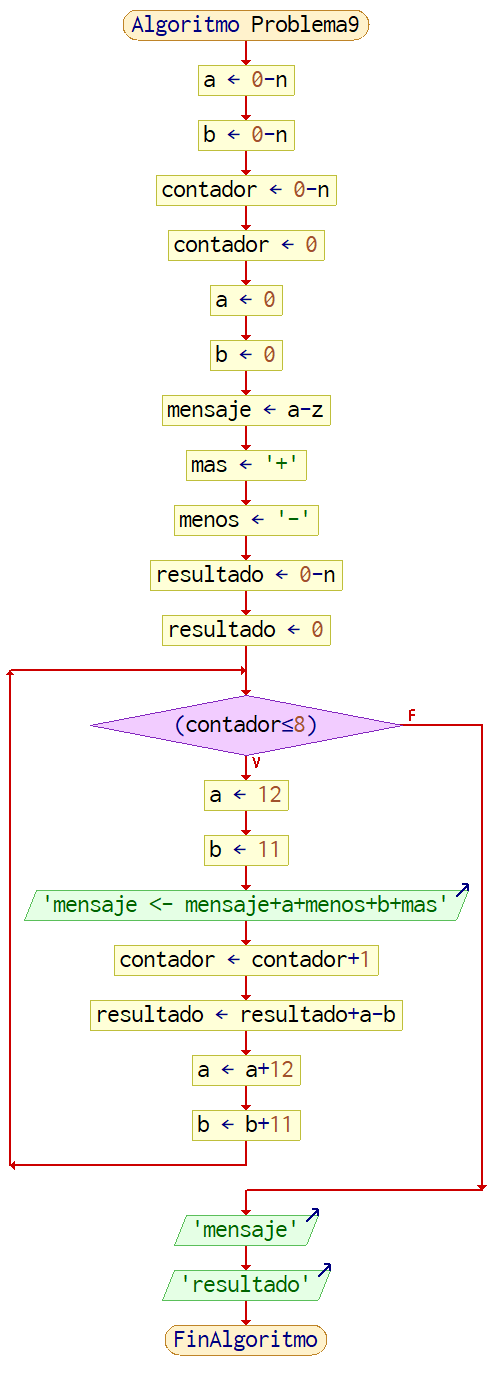 Algoritmo Problema9
a ← 0-n
b ← 0-n
contador ← 0-n
contador ← 0
a ← 0
b ← 0
mensaje ← a-z
mas ← '+'
menos ← '-'
resultado ← 0-n
resultado ← 0
(contador≤8)
F
V
a ← 12
b ← 11
'mensaje <- mensaje+a+menos+b+mas'
contador ← contador+1
resultado ← resultado+a-b
a ← a+12
b ← b+11
'mensaje'
'resultado'
FinAlgoritmo